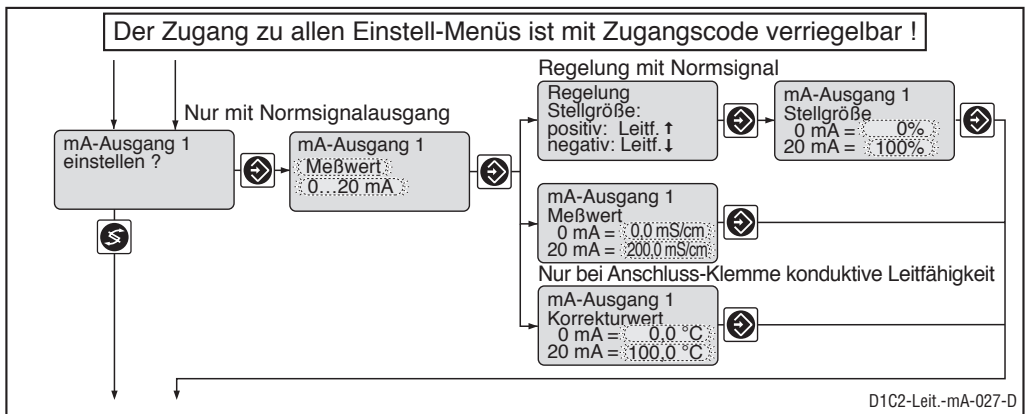 Der Zugang zu allen Einstell-Menüs ist mit Zugangscode verriegelbar !
Nur mit Normsignalausgang
mA-Ausgang 1
einstellen ?
mA-Ausgang 1
Meßwert
0...20 mA
Regelung mit Normsignal
Regelung
Stellgröße:
positiv: Leitf. ↑
negativ: Leitf. ↓
mA-Ausgang 1
Stellgröße
0 mA = 0%
20 mA = 100%
mA-Ausgang 1
Meßwert
0 mA = 0,0 mS/cm
20 mA = 200,0 mS/cm
Nur bei Anschluss-Klemme konduktive Leitfähigkeit
mA-Ausgang 1
Korrekturwert
0 mA = 0,0 °C
20 mA = 100,0 °C
D1C2-Leit.-mA-027-D